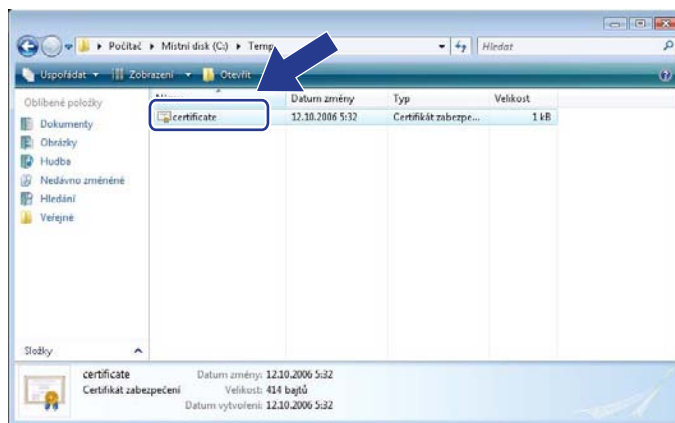 Počítač ▸ Místní disk (C:) ▸ Temp
Hledat
Uspořádat
Zobrazení
Otevřít
Oblíbené položky
Dokumenty
Obrázky
Hudba
Nedávno změněné
Hledání
Veřejné
Složky
Datum změny Typ Velikost
certificate 12.10.2006 5:32 Certifikát zabezpe... 1 kB
certificate Datum změny: 12.10.2006 5:32
Certifikát zabezpečení Velikost: 414 bajtů
Datum vytvoření: 12.10.2006 5:32